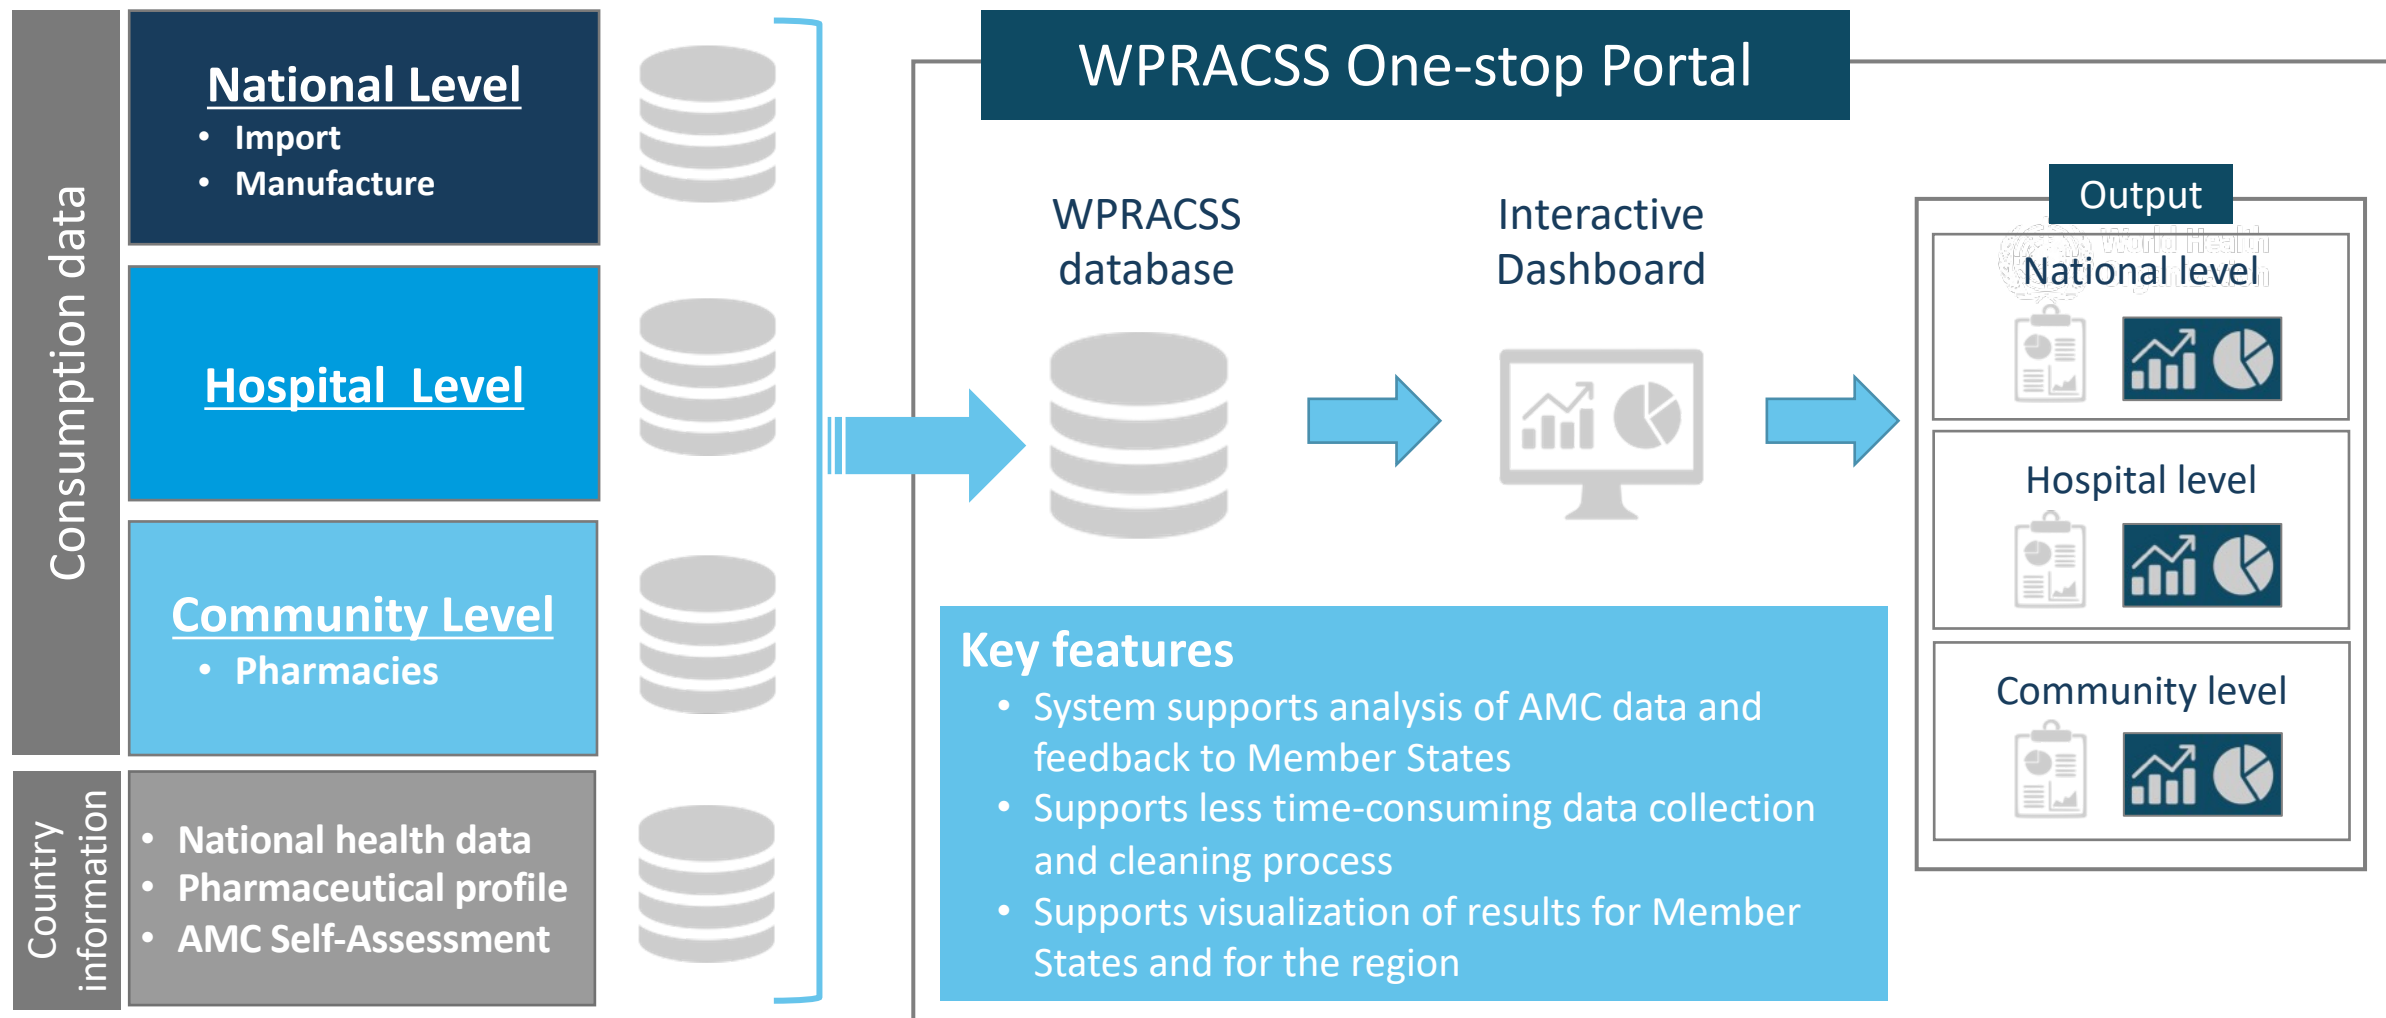 Consumption data
National Level
• Import
• Manufacture
Hospital Level
Community Level
• Pharmacies
Country
information
• National health data
• Pharmaceutical profile
• AMC Self-Assessment
WPRACSS One-stop Portal
WPRACSS
database
Interactive
Dashboard
Key features
• System supports analysis of AMC data and
feedback to Member States
• Supports less time-consuming data collection
and cleaning process
• Supports visualization of results for Member
States and for the region
Output
World Health
Organization
National level
Hospital level
Community level